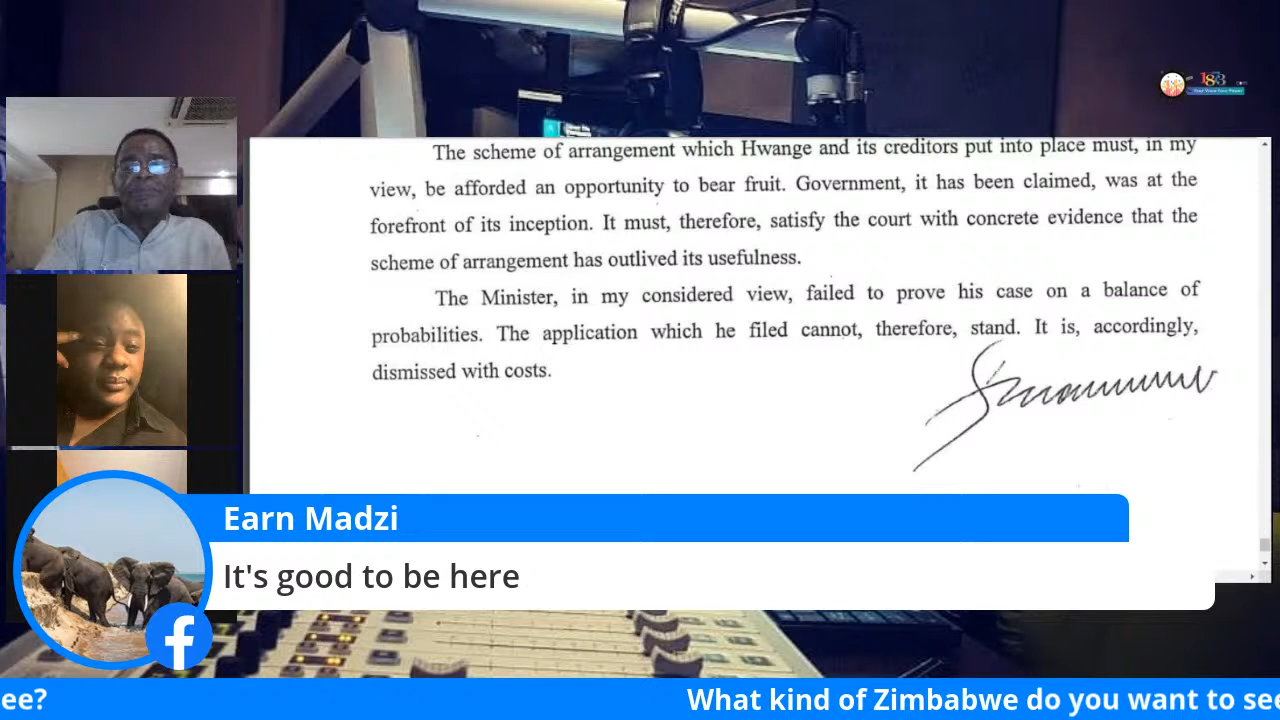 183
Your Voice Your Power
The scheme of arrangement which Hwange and its creditors put into place must, in my
view, be afforded an opportunity to bear fruit. Government, it has been claimed, was at the
forefront of its inception. It must, therefore, satisfy the court with concrete evidence that the
scheme of arrangement has outlived its usefulness.
The Minister, in my considered view, failed to prove his case on a balance of
probabilities. The application which he filed cannot, therefore, stand. It is, accordingly,
dismissed with costs.
Earn Madzi
It's good to be here
ee?
What kind of Zimbabwe do you want to see